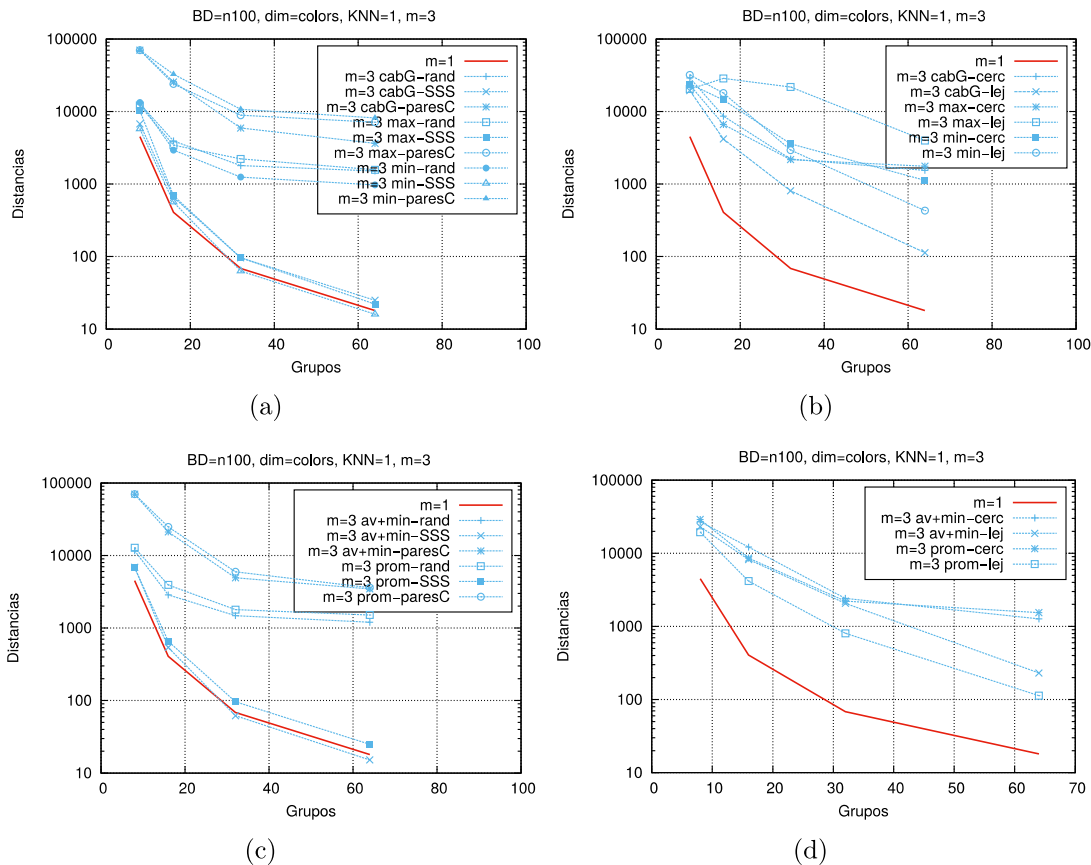 BD=n100, dim=colors, KNN=1, m=3
100000
10000
1000
100
10
Distancias
0
20
40
60
80
100
Grupos
m=1
m=3 cabG-rand
m=3 cabG-SSS
m=3 cabG-paresC
m=3 max-rand
m=3 max-SSS
m=3 max-paresC
m=3 min-rand
m=3 min-SSS
m=3 min-paresC
(a)
BD=n100, dim=colors, KNN=1, m=3
100000
10000
1000
100
10
Distancias
0
20
40
60
80
100
Grupos
m=1
m=3 cabG-cerc
m=3 cabG-lej
m=3 max-cerc
m=3 max-lej
m=3 min-cerc
m=3 min-lej
(b)
BD=n100, dim=colors, KNN=1, m=3
100000
10000
1000
100
10
Distancias
0
20
40
60
80
100
Grupos
m=1
m=3 av+min-rand
m=3 av+min-SSS
m=3 av+min-paresC
m=3 prom-rand
m=3 prom-SSS
m=3 prom-paresC
(c)
BD=n100, dim=colors, KNN=1, m=3
100000
10000
1000
100
10
Distancias
0
10
20
30
40
50
60
70
Grupos
m=1
m=3 av+min-cerc
m=3 av+min-lej
m=3 prom-cerc
m=3 prom-lej
(d)